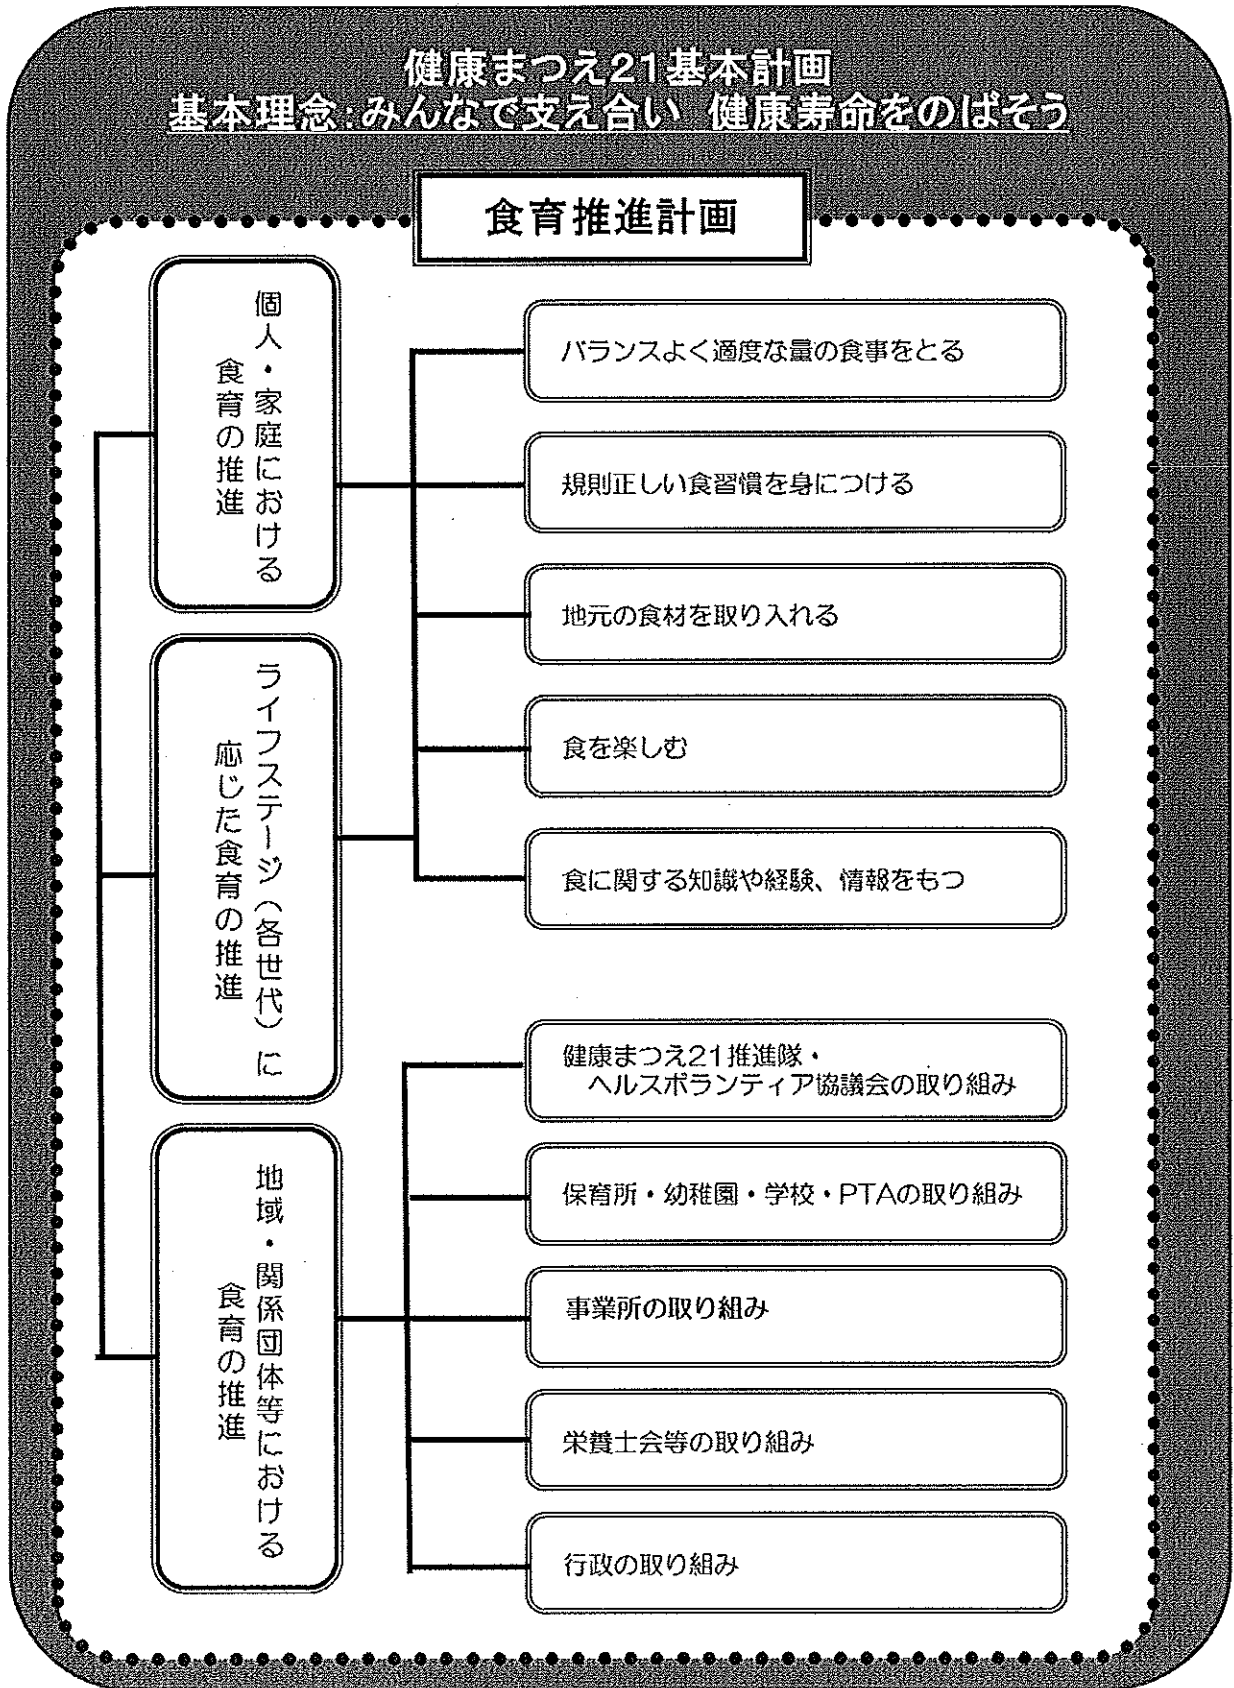 健康まつえ21基本計画
基本理念:みんなで支え合い 健康寿命をのばそう
食育推進計画
個人・家庭における
食育の推進
バランスよく適度な量の食事をとる
規則正しい食習慣を身につける
地元の食材を取り入れる
食を楽しむ
食に関する知識や経験、情報をもつ
ライフステージ(各世代)に
応じた食育の推進
地域・関係団体等における
食育の推進
健康まつえ21推進隊・
ヘルスボランティア協議会の取り組み
保育所・幼稚園・学校・PTAの取り組み
事業所の取り組み
栄養士会等の取り組み
行政の取り組み